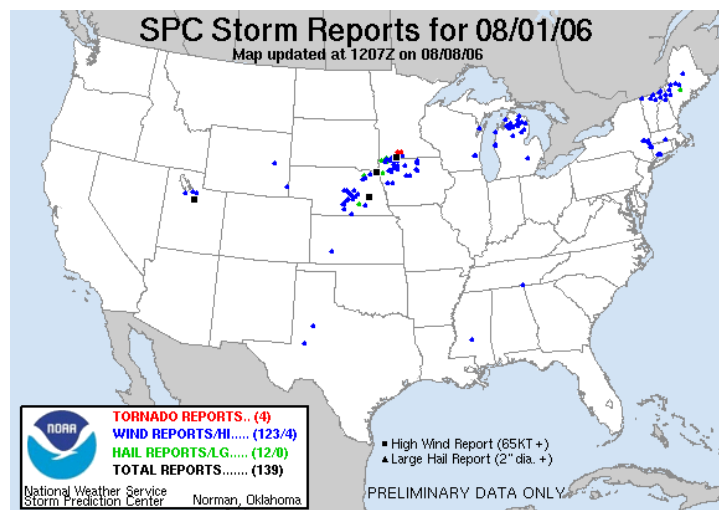 SPC Storm Reports for 08/01/06
Map updated at 1207Z on 08/08/06
TORNADO REPORTS.. (4)
WIND REPORTS/HI..... (123/4)
HAIL REPORTS/LG..... (12/0)
TOTAL REPORTS....... (139)
NOAA
National Weather Service
Storm Prediction Center
Norman, Oklahoma
High Wind Report (65KT +)
Large Hail Report (2" dia. +)
PRELIMINARY DATA ONLY